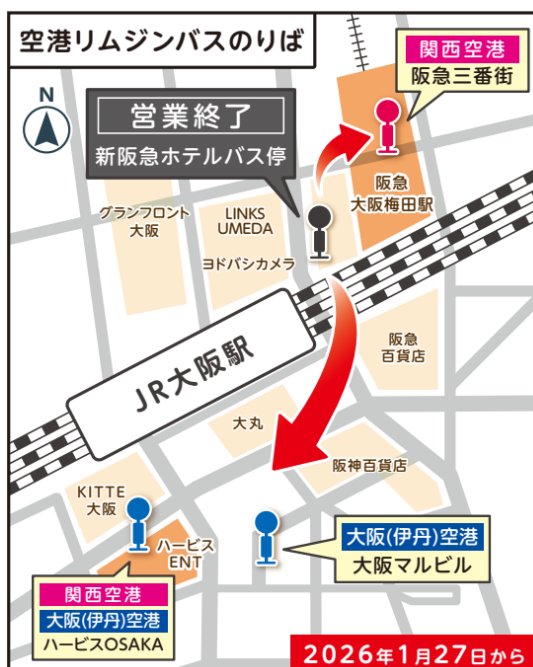 空港リムジンバスのりば
関西空港
阪急三番街
N
営業終了
新阪急ホテルバス停
阪急
大阪梅田駅
グランフロント
大阪
LINKS
UMEDA
ヨドバシカメラ
阪急
百貨店
JR大阪駅
大丸
阪神百貨店
KITTE
大阪
ハービス
ENT
大阪(伊丹)空港
大阪マルビル
関西空港
大阪(伊丹)空港
ハービスOSAKA
2026年1月27日から